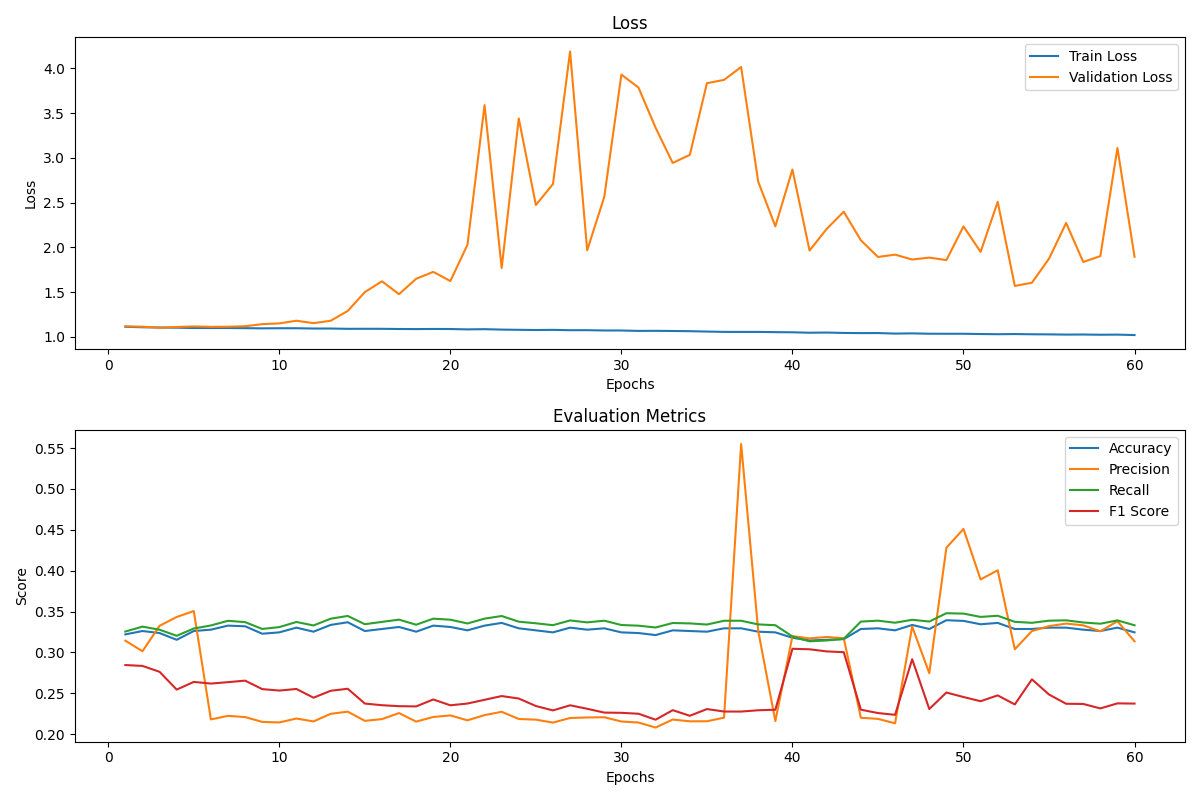 Loss
Train Loss
Validation Loss
4.0
3.5
3.0
2.5
2.0
1.5
1.0
Loss
0 10 20 30 40 50 60
Epochs
Evaluation Metrics
Accuracy
Precision
Recall
F1 Score
0.55
0.50
0.45
0.40
0.35
0.30
0.25
0.20
Score
0 10 20 30 40 50 60
Epochs